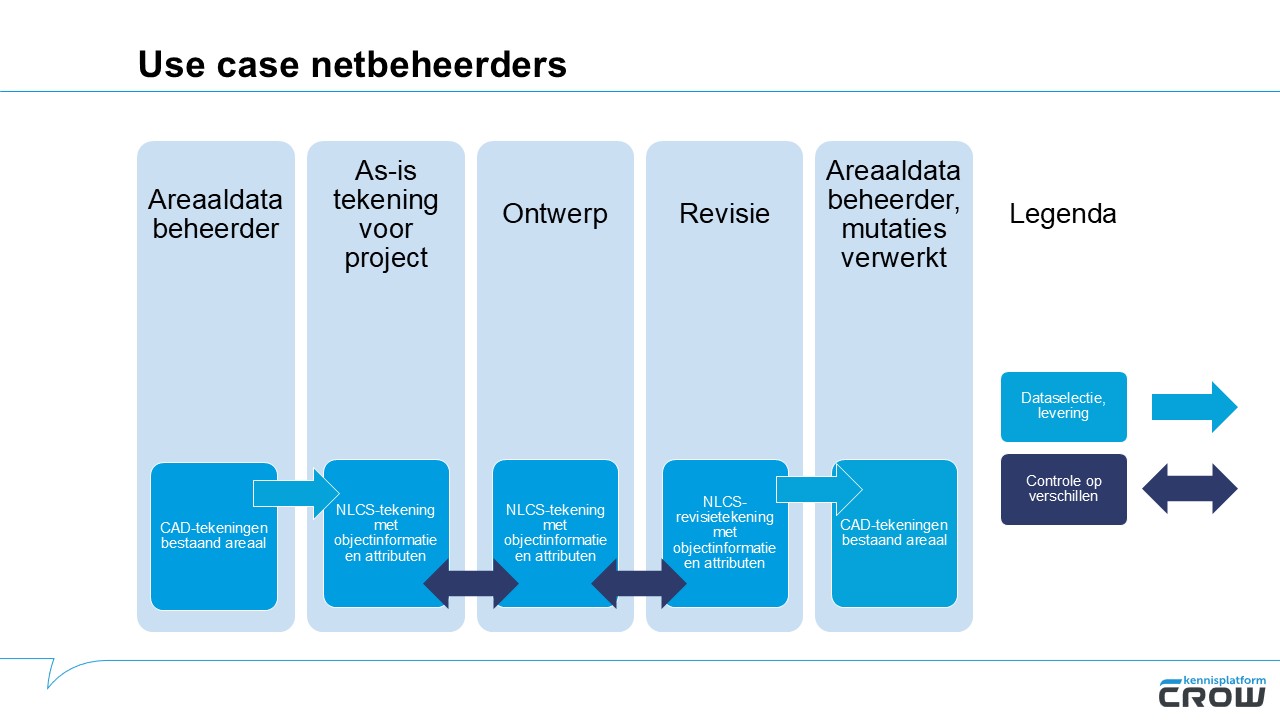 Use case netbeheerders
Areaaldata
beheerder
As-is
tekening
voor
project
Ontwerp
Revisie
Areaaldata
beheerder,
mutaties
verwerkt
Legenda
CAD-tekeningen
bestaand areaal
NLCS-tekening
met
objectinformatie
en attributen
NLCS-tekening
met
objectinformatie
en attributen
NLCS-
revisietekening
met
objectinformatie
en attributen
CAD-tekeningen
bestaand areaal
Dataselectie,
levering
Controle op
verschillen
kennisplatform
CROW